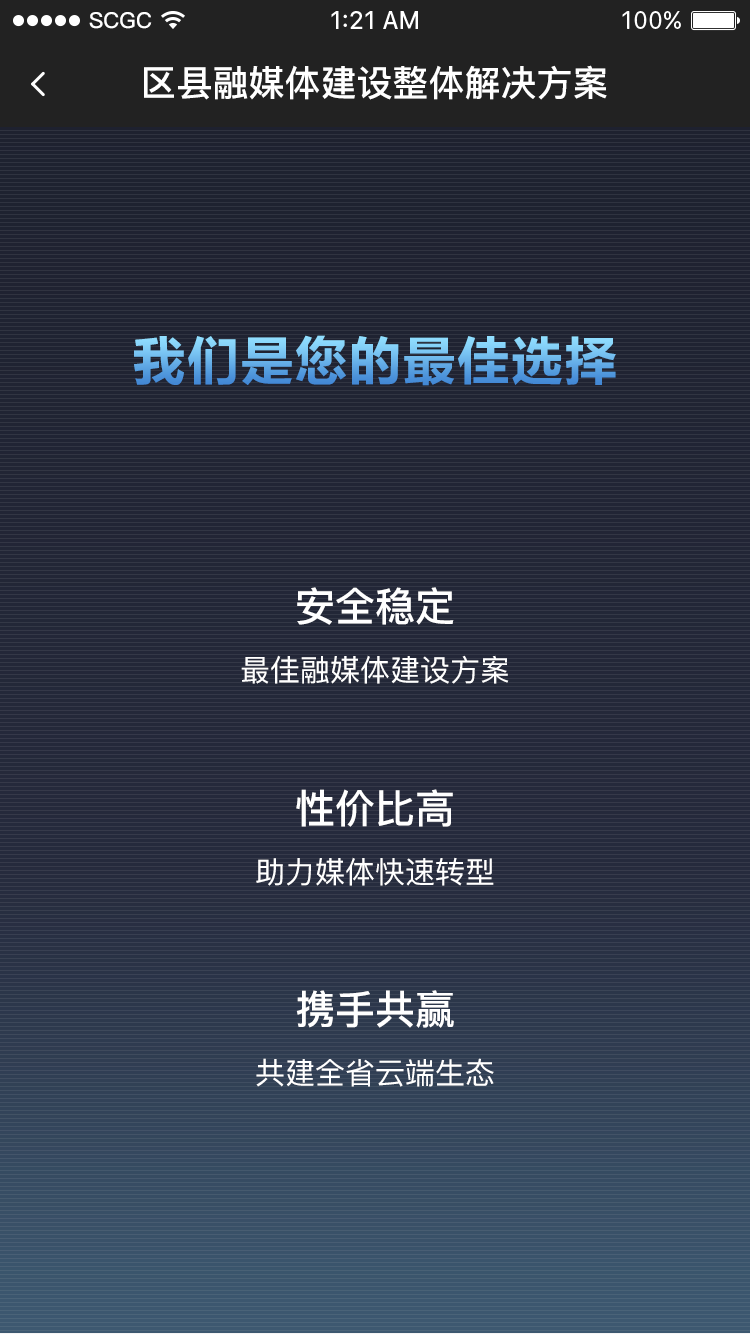 SCGC 1:21 AM 100%
区县融媒体建设整体解决方案
我们是您的最佳选择
安全稳定
最佳融媒体建设方案
性价比高
助力媒体快速转型
携手共赢
共建全省云端生态